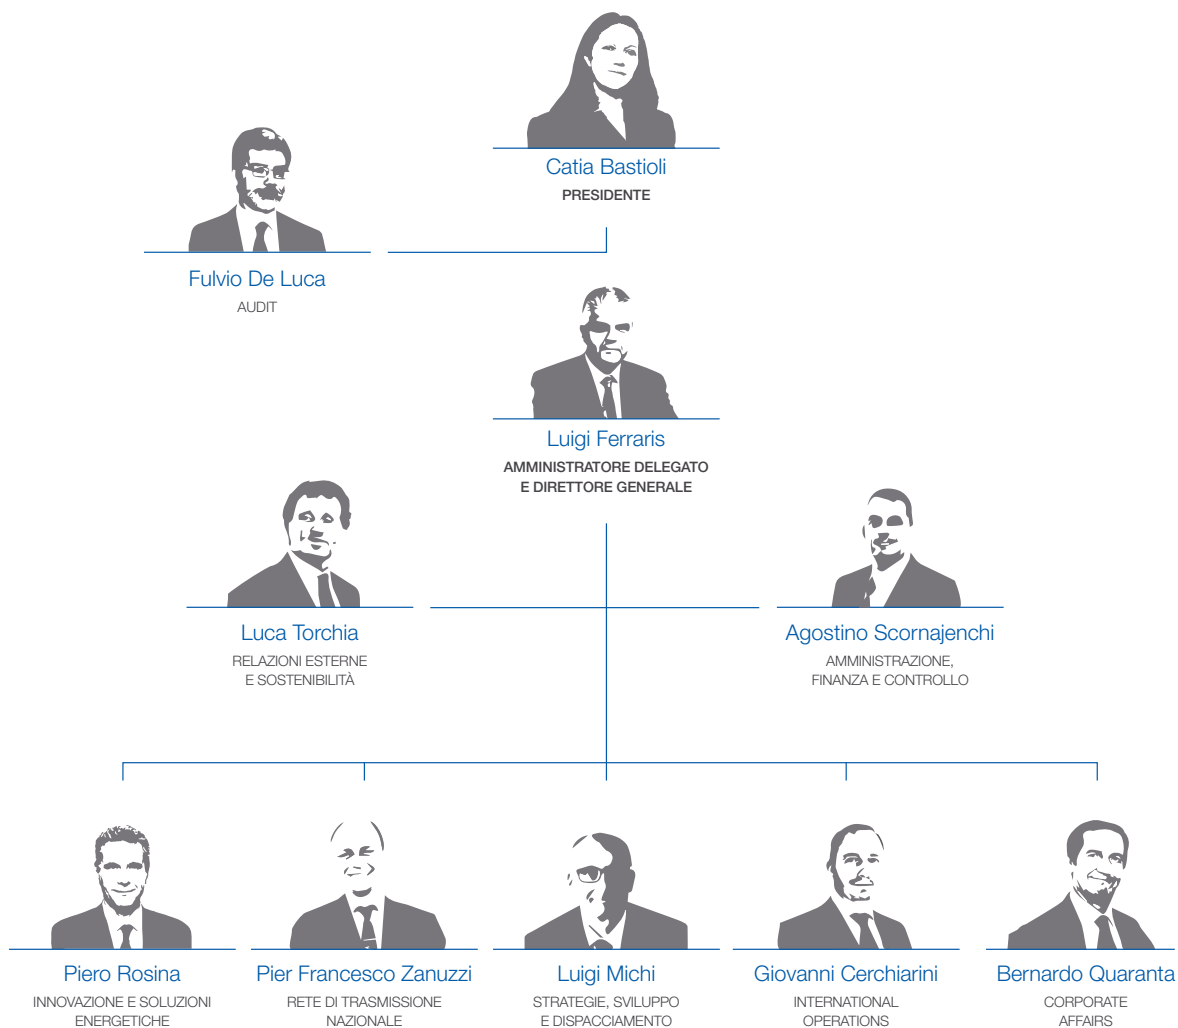 Catia Bastioli
PRESIDENTE
Fulvio De Luca
AUDIT
Luigi Ferraris
AMMINISTRATORE DELEGATO
E DIRETTORE GENERALE
Luca Torchia
RELAZIONI ESTERNE
E SOSTENIBILITÀ
Agostino Scornajenchi
AMMINISTRAZIONE,
FINANZA E CONTROLLO
Piero Rosina
INNOVAZIONE E SOLUZIONI
ENERGETICHE
Pier Francesco Zanuzzi
RETE DI TRASMISSIONE
NAZIONALE
Luigi Michi
STRATEGIE, SVILUPPO
E DISPACCIAMENTO
Giovanni Cerchiarini
INTERNATIONAL
OPERATIONS
Bernardo Quaranta
CORPORATE
AFFAIRS